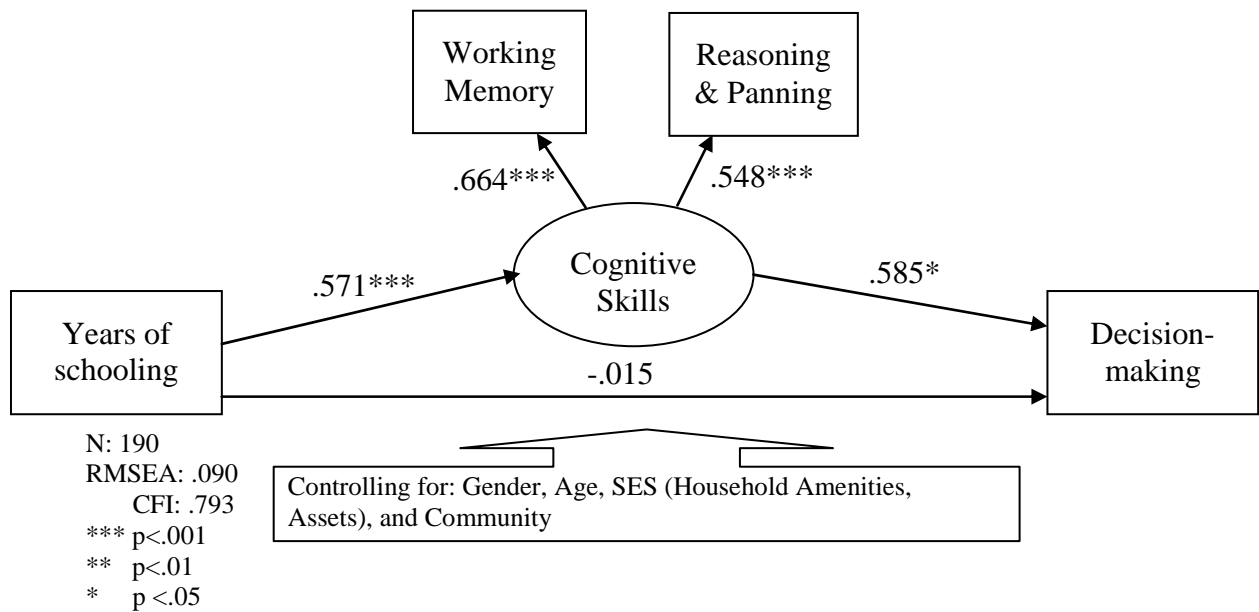 Working
Memory
Reasoning
& Panning
.664***
.548***
Cognitive
Skills
.571***
.585*
Years of
schooling
-.015
Decision-
making
N: 190
RMSEA: .090
CFI: .793
*** p<.001
** p<.01
* p <.05
Controlling for: Gender, Age, SES (Household Amenities,
Assets), and Community